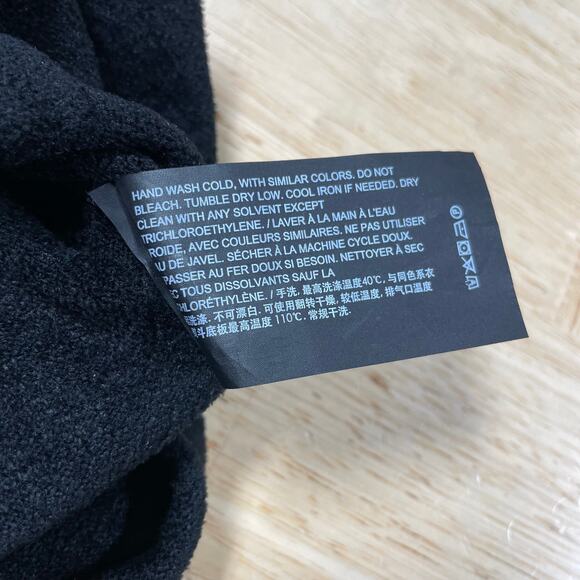 HAND WASH COLD, WITH SIMILAR COLORS. DO NOT
BLEACH. TUMBLE DRY LOW. COOL IRON IF NEEDED. DRY
CLEAN WITH ANY SOLVENT EXCEPT
TRICHLOROETHYLENE. / LAVER À LA MAIN À L'EAU
ROIDE, AVEC COULEURS SIMILAIRES. NE PAS
AU DE JAVEL. SÉCHER À LA MACHINE CYCLE DOUX.
PASSER AU FER DOUX SI BESOIN. NETTOYER À SEC
EC TOUS DISSOLVANTS SAUF LA
CHLORÉTHYLÈNE. / 手洗, 最高洗涤温度40℃, 与同色系衣
洗涤. 不可漂白. 可使用翻转干燥, 较低温度, 排气口温度
斗底板最高温度 110℃. 常规干洗.